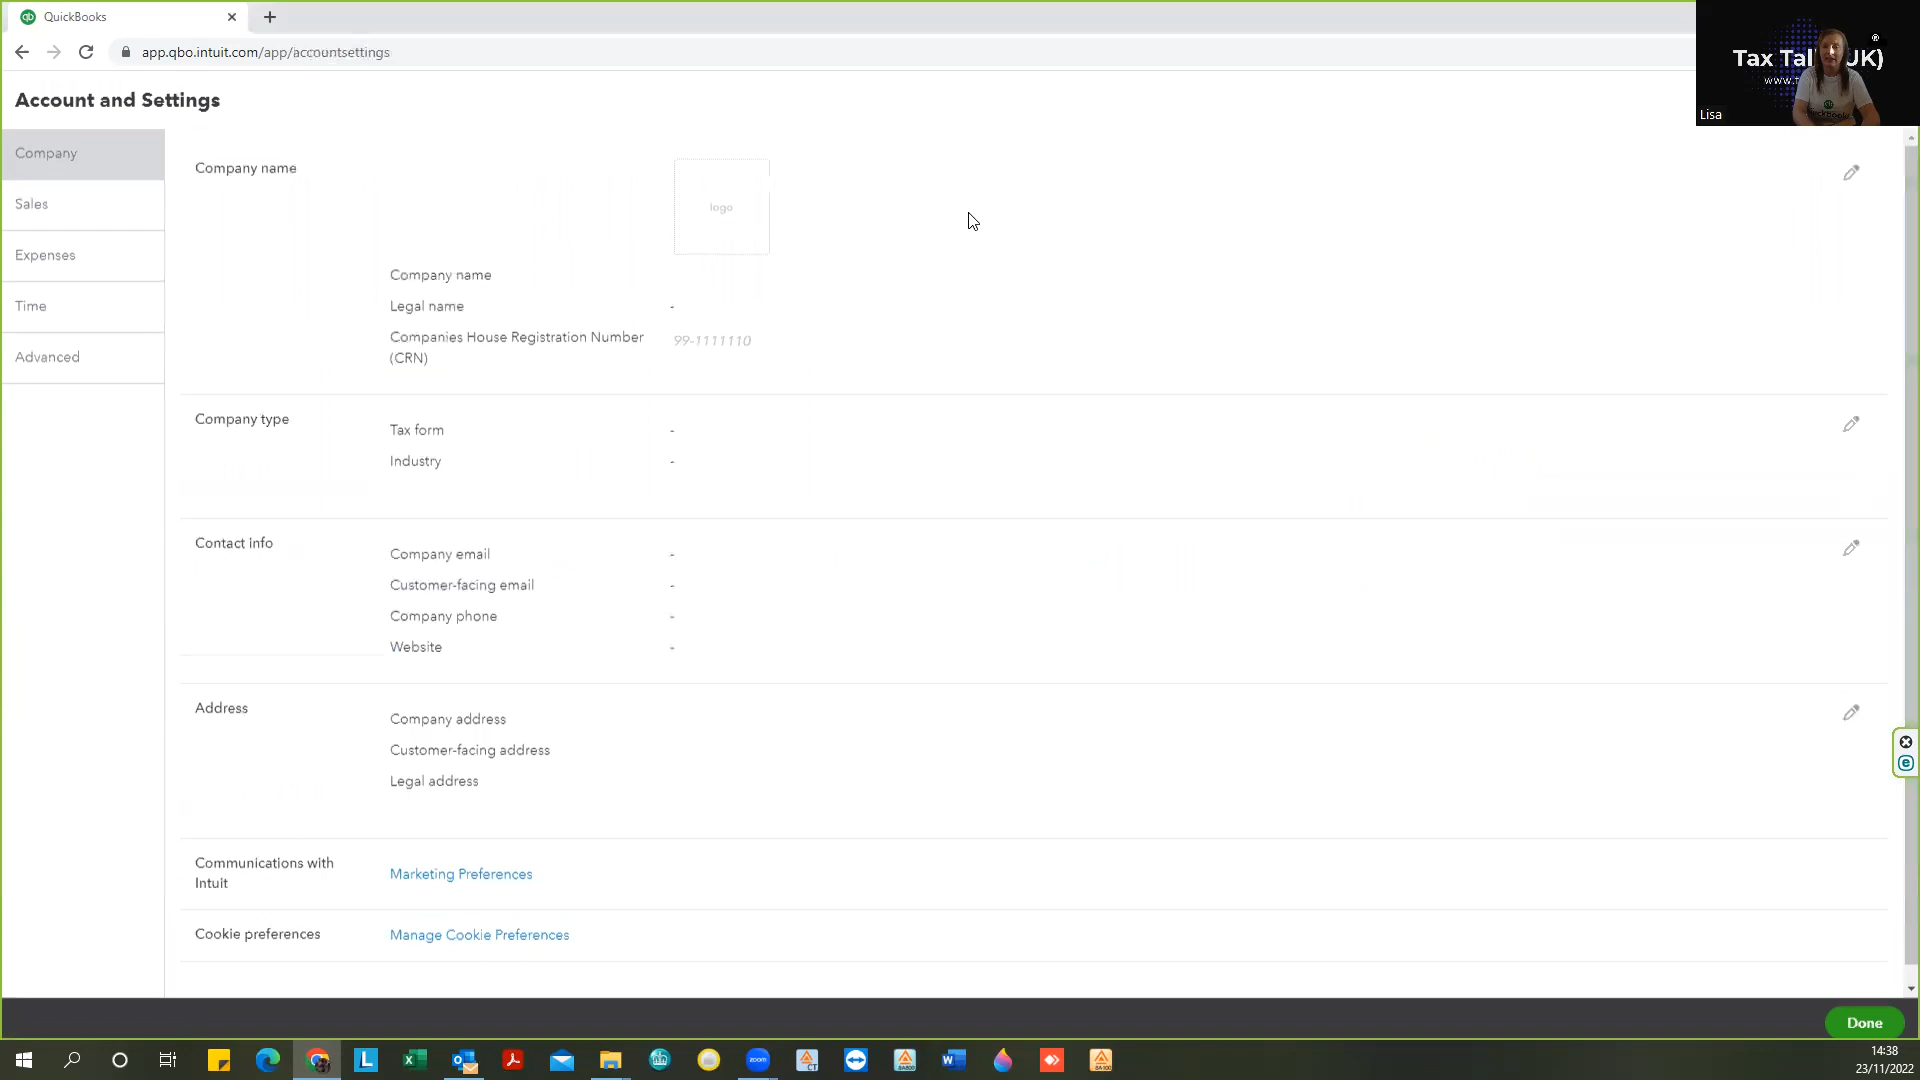 QuickBooks
app.qbo.intuit.com/app/accountsettings
Tax Tal UK)
®
www.t
Lisa
Account and Settings
Company
Sales
Expenses
Time
Advanced
Company name
logo
Company name
Legal name -
Companies House Registration Number
(CRN)
99-1111110
Company type
Tax form -
Industry -
Contact info
Company email -
Customer-facing email -
Company phone -
Website -
Address
Company address
Customer-facing address
Legal address
Communications with
Intuit
Marketing Preferences
Cookie preferences
Manage Cookie Preferences
Done
14:38
23/11/2022